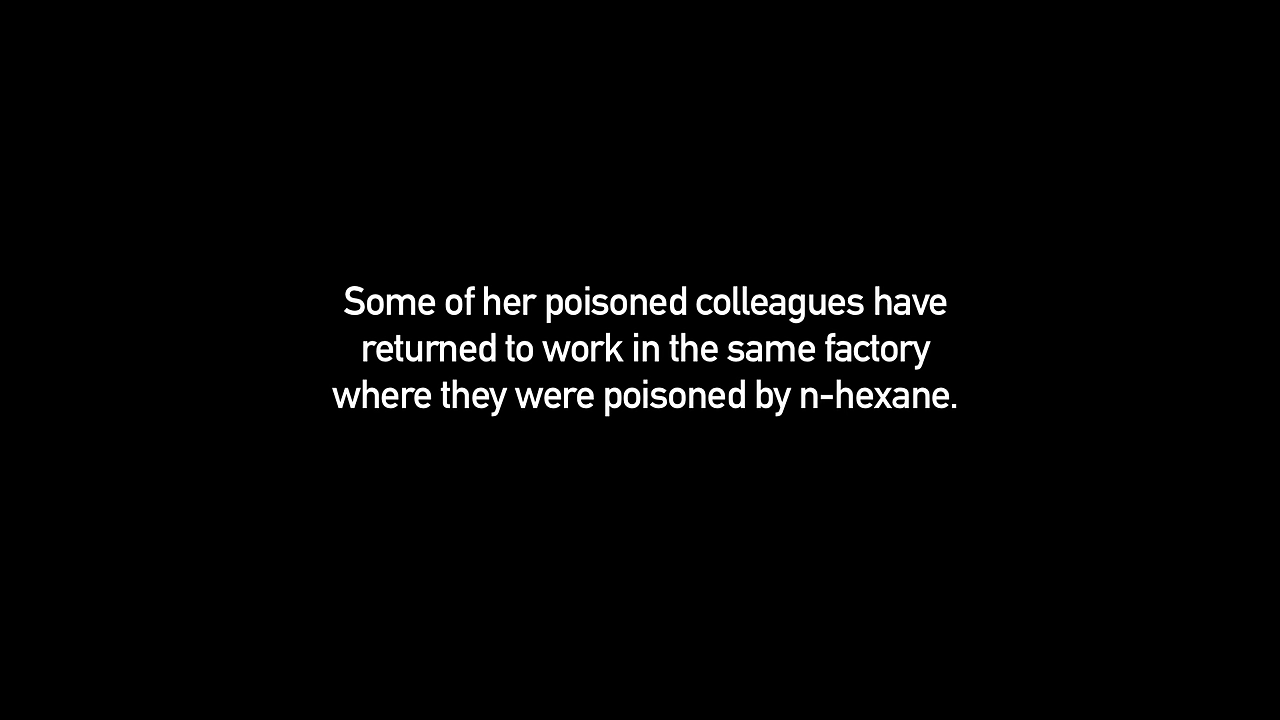 Some of her poisoned colleagues have
returned to work in the same factory
where they were poisoned by n-hexane.